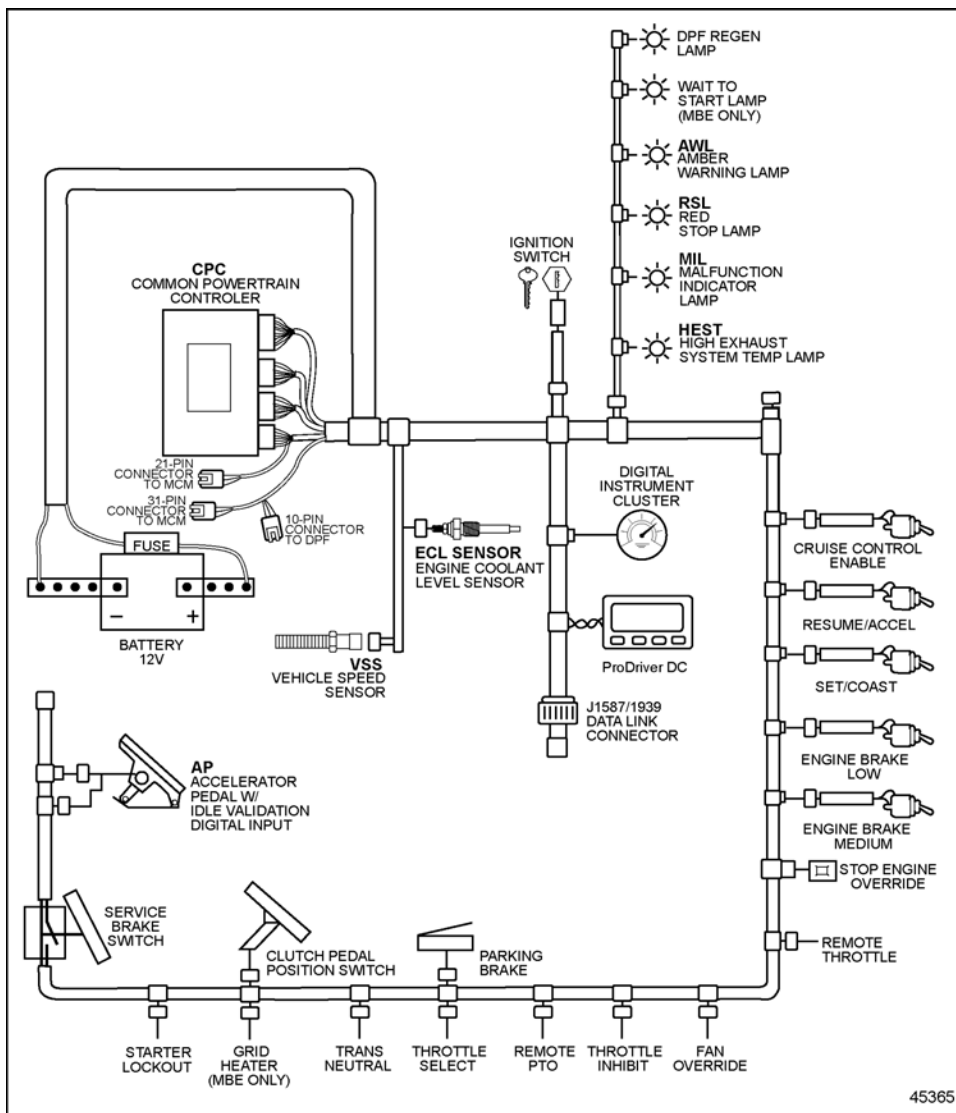 DPF REGEN
LAMP
WAIT TO
START LAMP
(MBE ONLY)
AWL
AMBER
WARNING LAMP
RSL
RED
STOP LAMP
IGNITION
SWITCH
MIL
MALFUNCTION
INDICATOR
LAMP
HEST
HIGH EXHAUST
SYSTEM TEMP LAMP
CPC
COMMON POWERTRAIN
CONTROLER
21-PIN
CONNECTOR
TO MCM
31-PIN
CONNECTOR
TO MCM
10-PIN
CONNECTOR
TO DPF
FUSE
–
+
BATTERY
12V
ECL SENSOR
ENGINE COOLANT
LEVEL SENSOR
VSS
VEHICLE SPEED
SENSOR
DIGITAL
INSTRUMENT
CLUSTER
ProDriver DC
J1587/1939
DATA LINK
CONNECTOR
CRUISE CONTROL
ENABLE
RESUME/ACCEL
SET/COAST
ENGINE BRAKE
LOW
ENGINE BRAKE
MEDIUM
STOP ENGINE
OVERRIDE
REMOTE
THROTTLE
AP
ACCELERATOR
PEDAL W/
IDLE VALIDATION
DIGITAL INPUT
SERVICE
BRAKE
SWITCH
CLUTCH PEDAL
POSITION SWITCH
PARKING
BRAKE
STARTER
LOCKOUT
GRID
HEATER
(MBE ONLY)
TRANS
NEUTRAL
THROTTLE
SELECT
REMOTE
PTO
THROTTLE
INHIBIT
FAN
OVERRIDE
45365